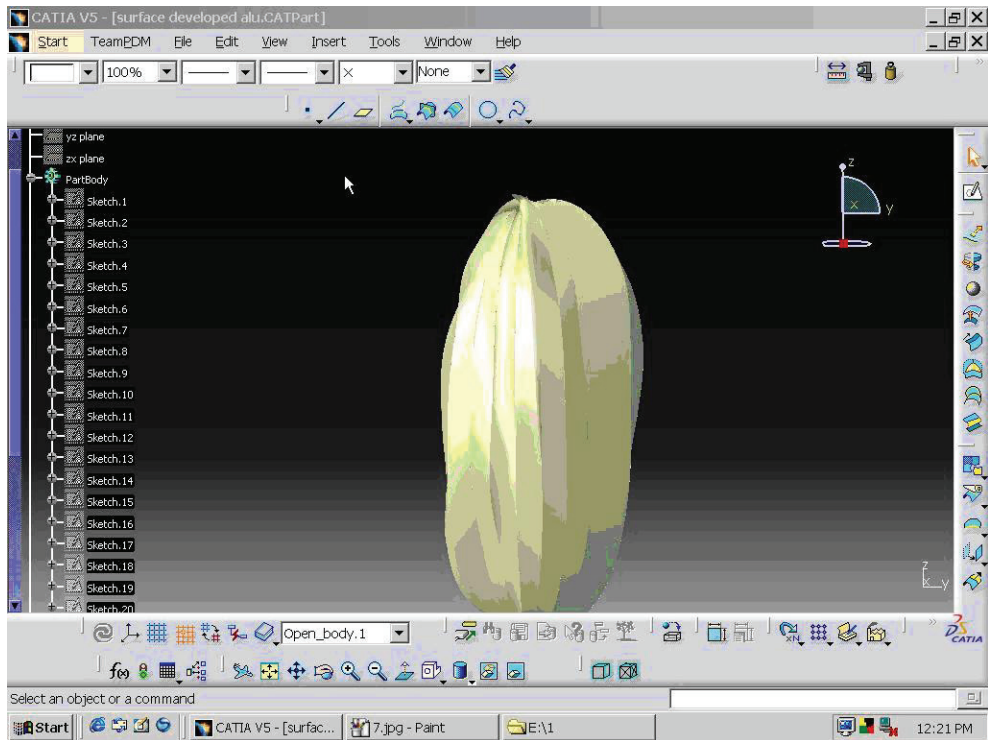 CATIA V5 - [surface developed alu.CATPart]
Start TeamPDM File Edit View Insert Tools Window Help
100% None
yz plane
zx plane
PartBody
Sketch.1
Sketch.2
Sketch.3
Sketch.4
Sketch.5
Sketch.6
Sketch.7
Sketch.8
Sketch.9
Sketch.10
Sketch.11
Sketch.12
Sketch.13
Sketch.14
Sketch.15
Sketch.16
Sketch.17
Sketch.18
Sketch.19
Sketch.20
z
x y
z
x y
Open_body.1
CATIA
f(x)
Select an object or a command
Start CATIA V5 - [surfac... 7.jpg - Paint E:\1 12:21 PM